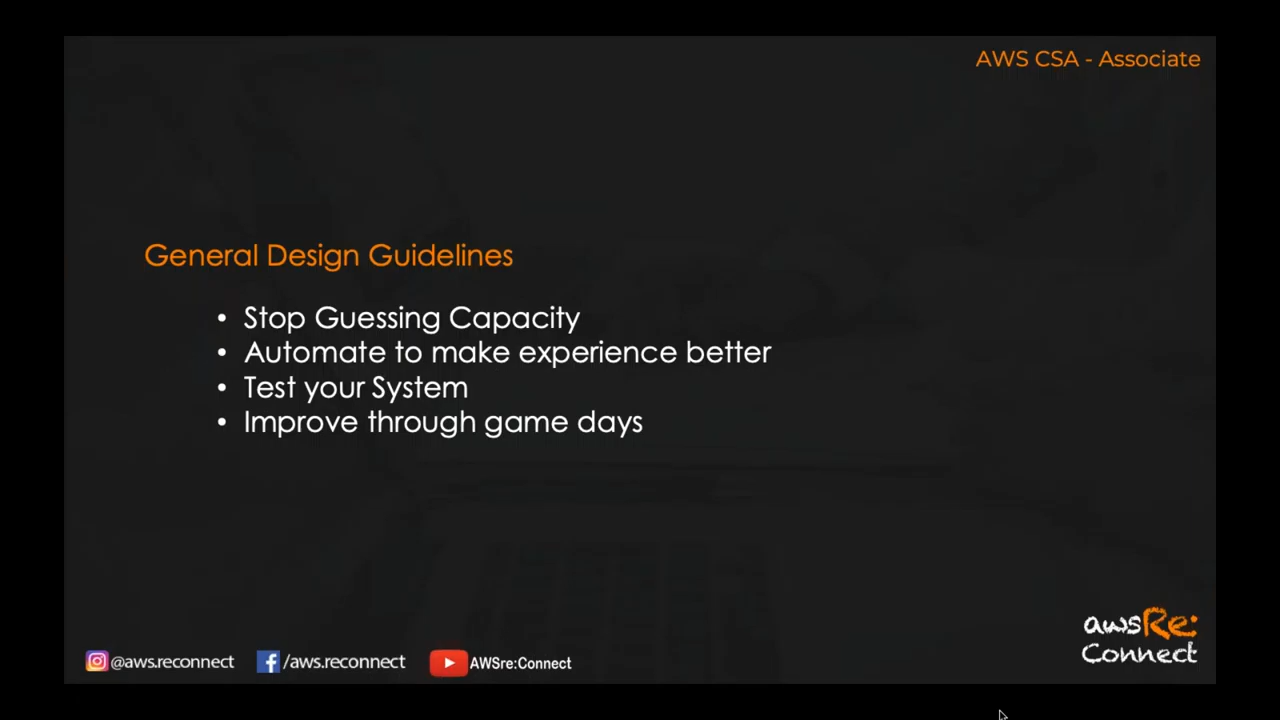 AWS CSA - Associate
General Design Guidelines
• Stop Guessing Capacity
• Automate to make experience better
• Test your System
• Improve through game days
awsRe:
Connect
@aws.reconnect /aws.reconnect AWSre:Connect